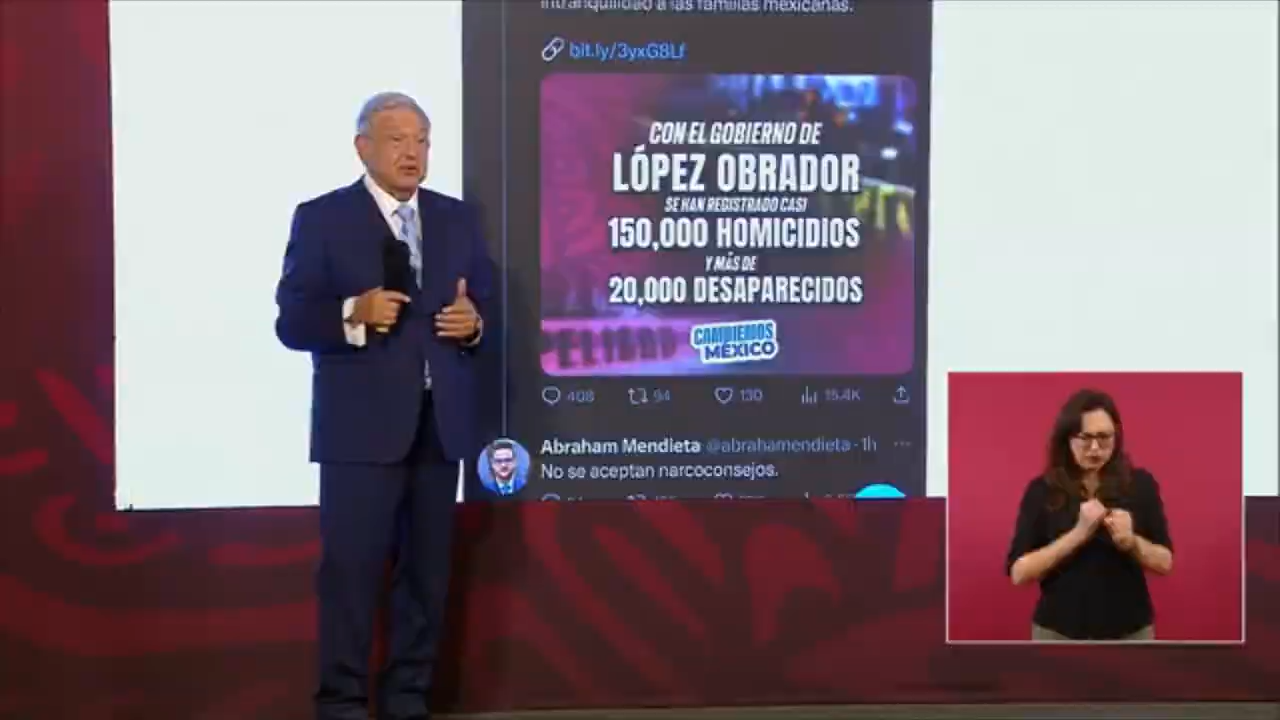 intranquilidad a las familias mexicanas.
bit.ly/3yxG8Lf
CON EL GOBIERNO DE
LÓPEZ OBRADOR
SE HAN REGISTRADO CASI
150,000 HOMICIDIOS
Y MÁS DE
20,000 DESAPARECIDOS
PELIGRO
CAMBIEMOS
MÉXICO
408 94 130 15.4K
Abraham Mendieta @abrahamendieta · 1h ...
No se aceptan narcoconsejos.